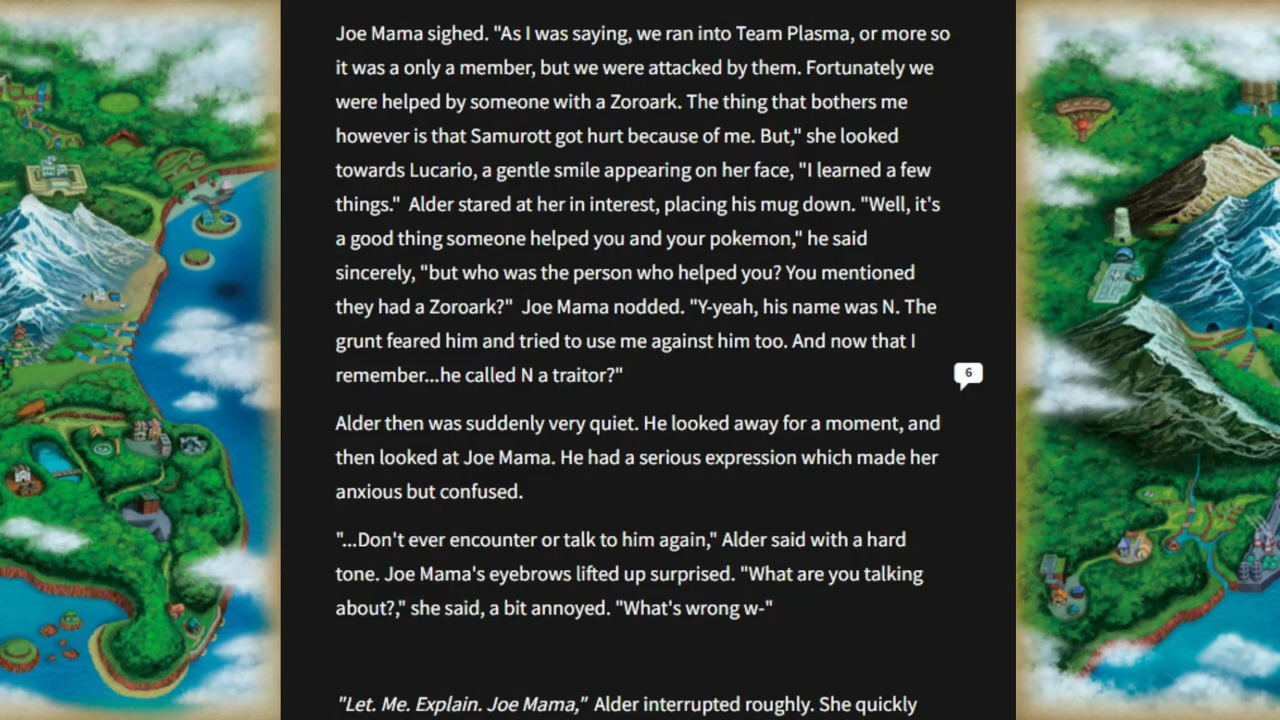 Joe Mama sighed. "As I was saying, we ran into Team Plasma, or more so
it was a only a member, but we were attacked by them. Fortunately we
were helped by someone with a Zoroark. The thing that bothers me
however is that Samurott got hurt because of me. But," she looked
towards Lucario, a gentle smile appearing on her face, "I learned a few
things."  Alder stared at her in interest, placing his mug down. "Well, it's
a good thing someone helped you and your pokemon," he said
sincerely, "but who was the person who helped you? You mentioned
they had a Zoroark?"  Joe Mama nodded. "Y-yeah, his name was N. The
grunt feared him and tried to use me against him too. And now that I
remember...he called N a traitor?"
6
Alder then was suddenly very quiet. He looked away for a moment, and
then looked at Joe Mama. He had a serious expression which made her
anxious but confused.
"...Don't ever encounter or talk to him again," Alder said with a hard
tone. Joe Mama's eyebrows lifted up surprised. "What are you talking
about?," she said, a bit annoyed. "What's wrong w-"
"Let. Me. Explain. Joe Mama," Alder interrupted roughly. She quickly